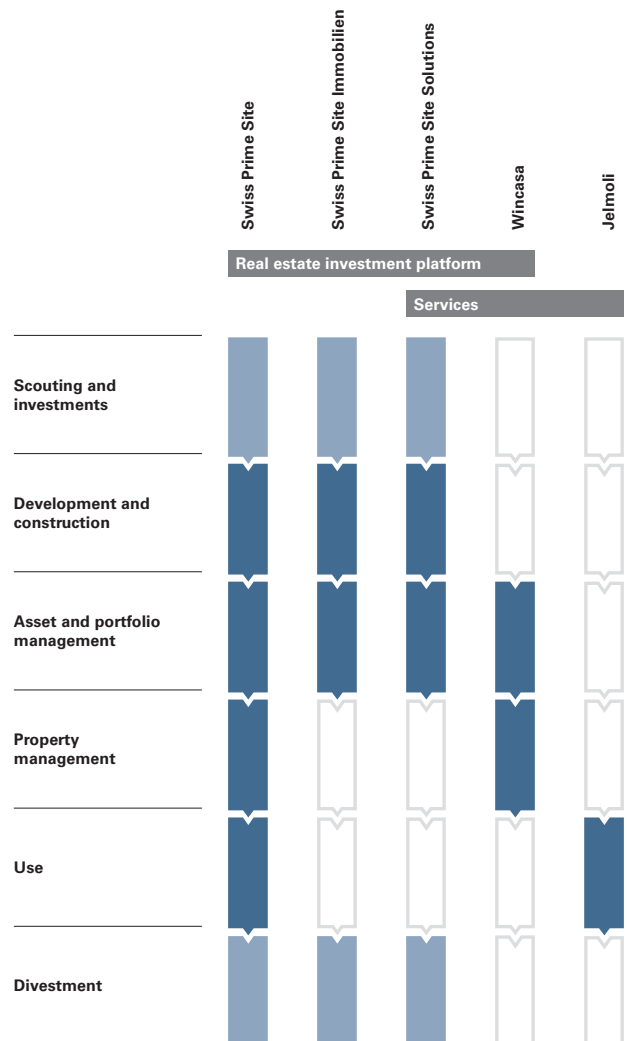 Swiss Prime Site
Swiss Prime Site Immobilien
Swiss Prime Site Solutions
Wincasa
Jelmoli
Real estate investment platform
Services
Scouting and
investments
Development and
construction
Asset and portfolio
management
Property
management
Use
Divestment